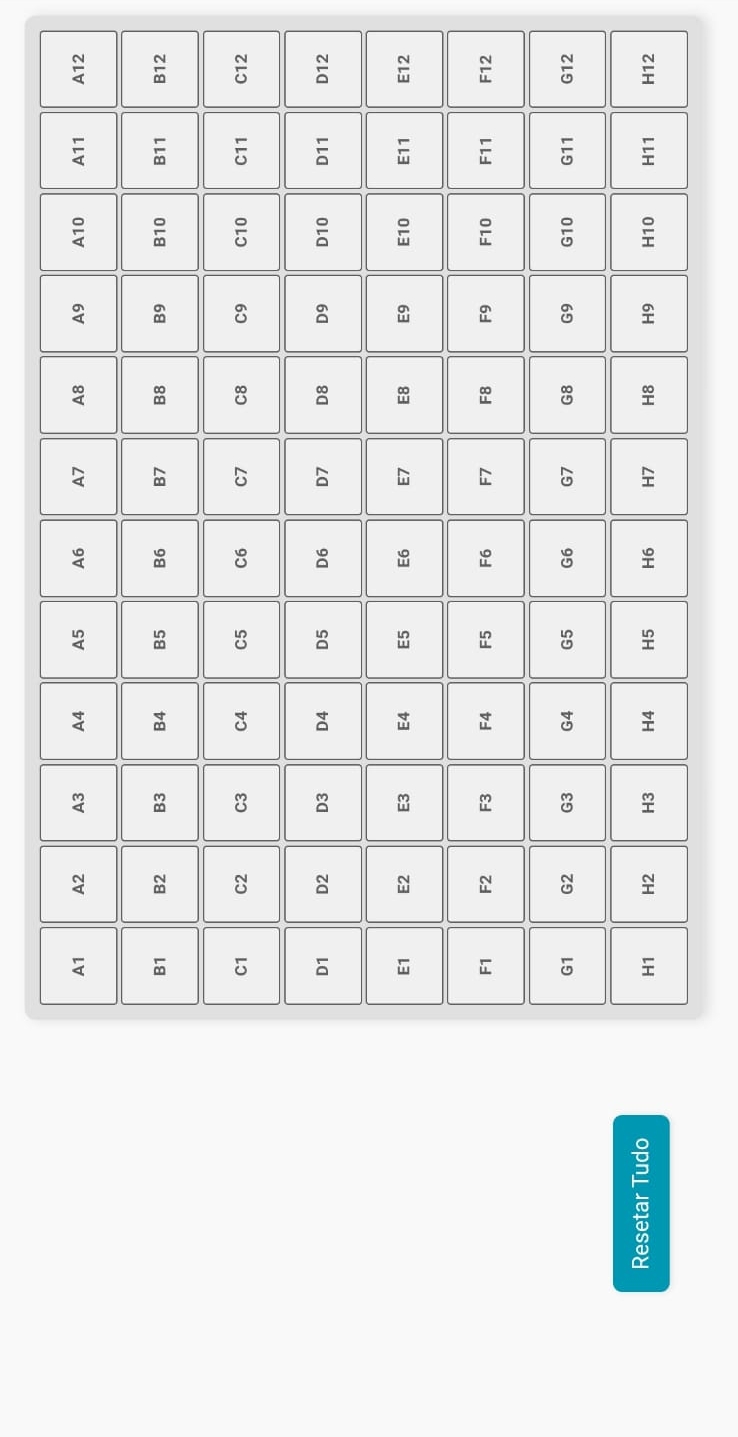 A12 B12 C12 D12 E12 F12 G12 H12
A11 B11 C11 D11 E11 F11 G11 H11
A10 B10 C10 D10 E10 F10 G10 H10
A9 B9 C9 D9 E9 F9 G9 H9
A8 B8 C8 D8 E8 F8 G8 H8
A7 B7 C7 D7 E7 F7 G7 H7
A6 B6 C6 D6 E6 F6 G6 H6
A5 B5 C5 D5 E5 F5 G5 H5
A4 B4 C4 D4 E4 F4 G4 H4
A3 B3 C3 D3 E3 F3 G3 H3
A2 B2 C2 D2 E2 F2 G2 H2
A1 B1 C1 D1 E1 F1 G1 H1
Resetar Tudo